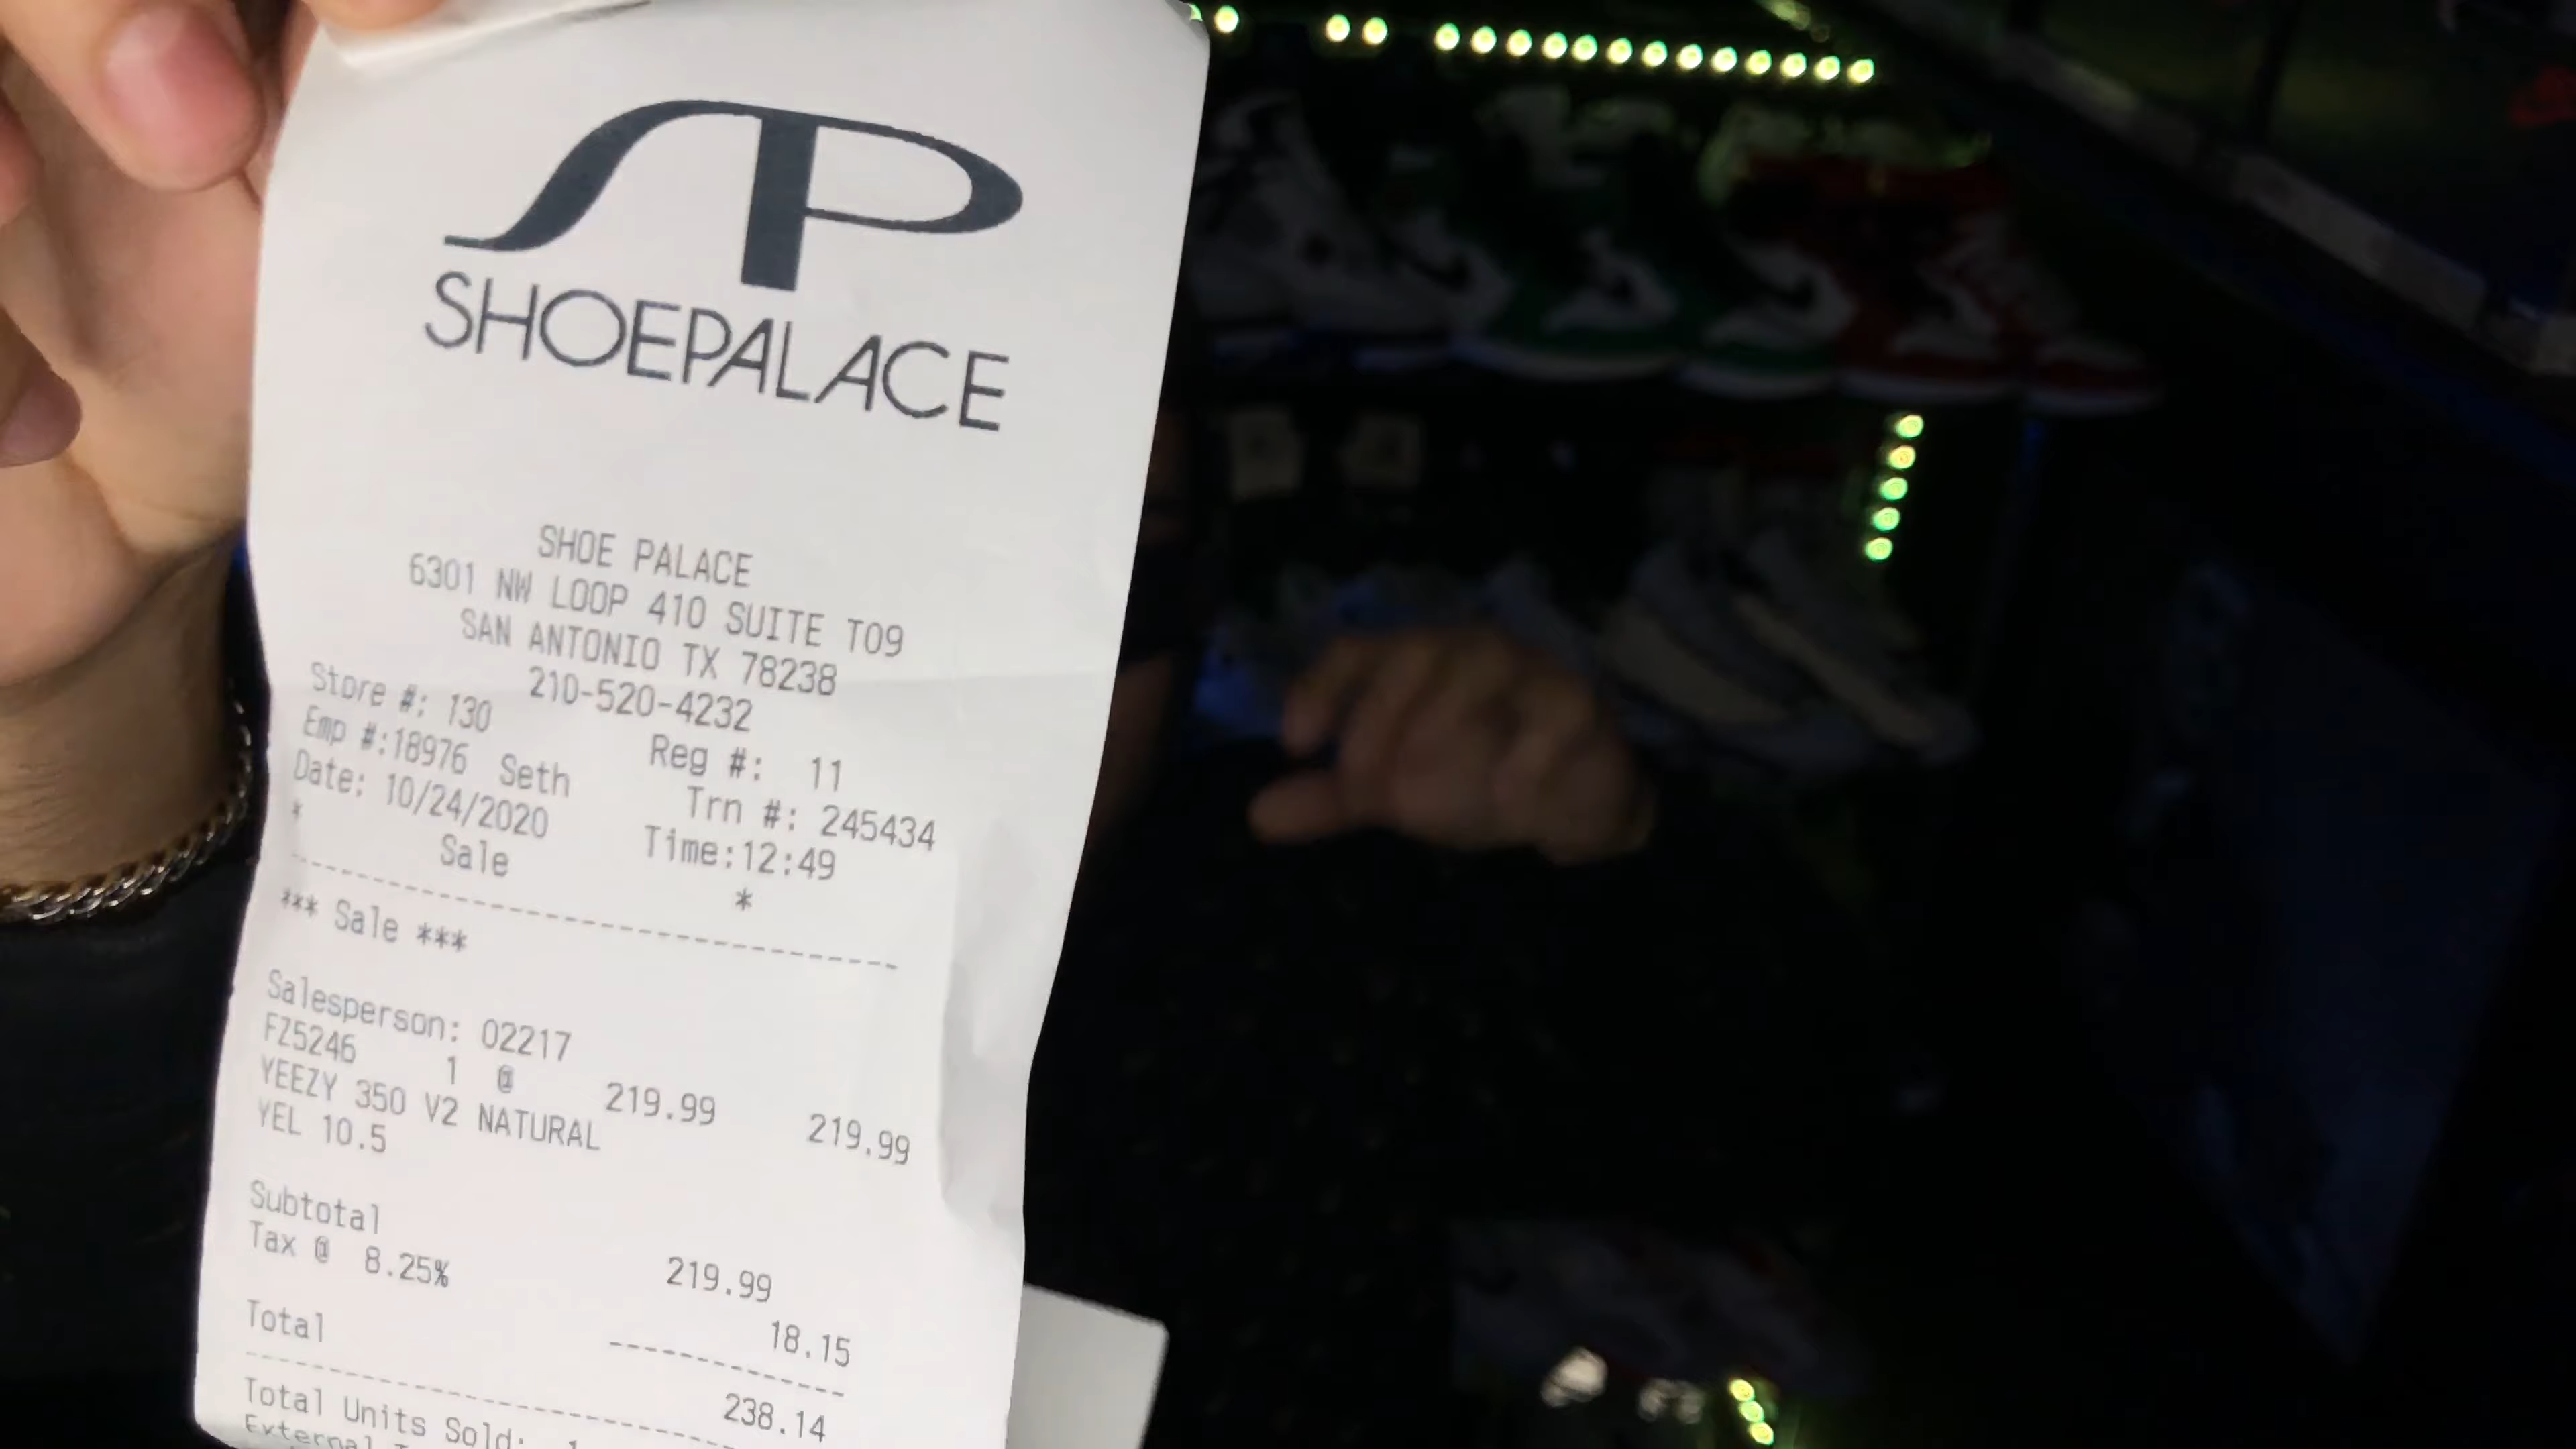 SP
SHOEPALACE
SHOE PALACE
6301 NW LOOP 410 SUITE T09
SAN ANTONIO TX 78238
210-520-4232
Store #: 130 Reg #: 11
Emp #:18976 Seth Trn #: 245434
Date: 10/24/2020 Time:12:49
* Sale *
*** Sale ***
Salesperson: 02217
FZ5246 1 @ 219.99 219.99
YEEZY 350 V2 NATURAL
YEL 10.5
Subtotal 219.99
Tax @ 8.25% 18.15
Total 238.14
Total Units Sold: 1
External